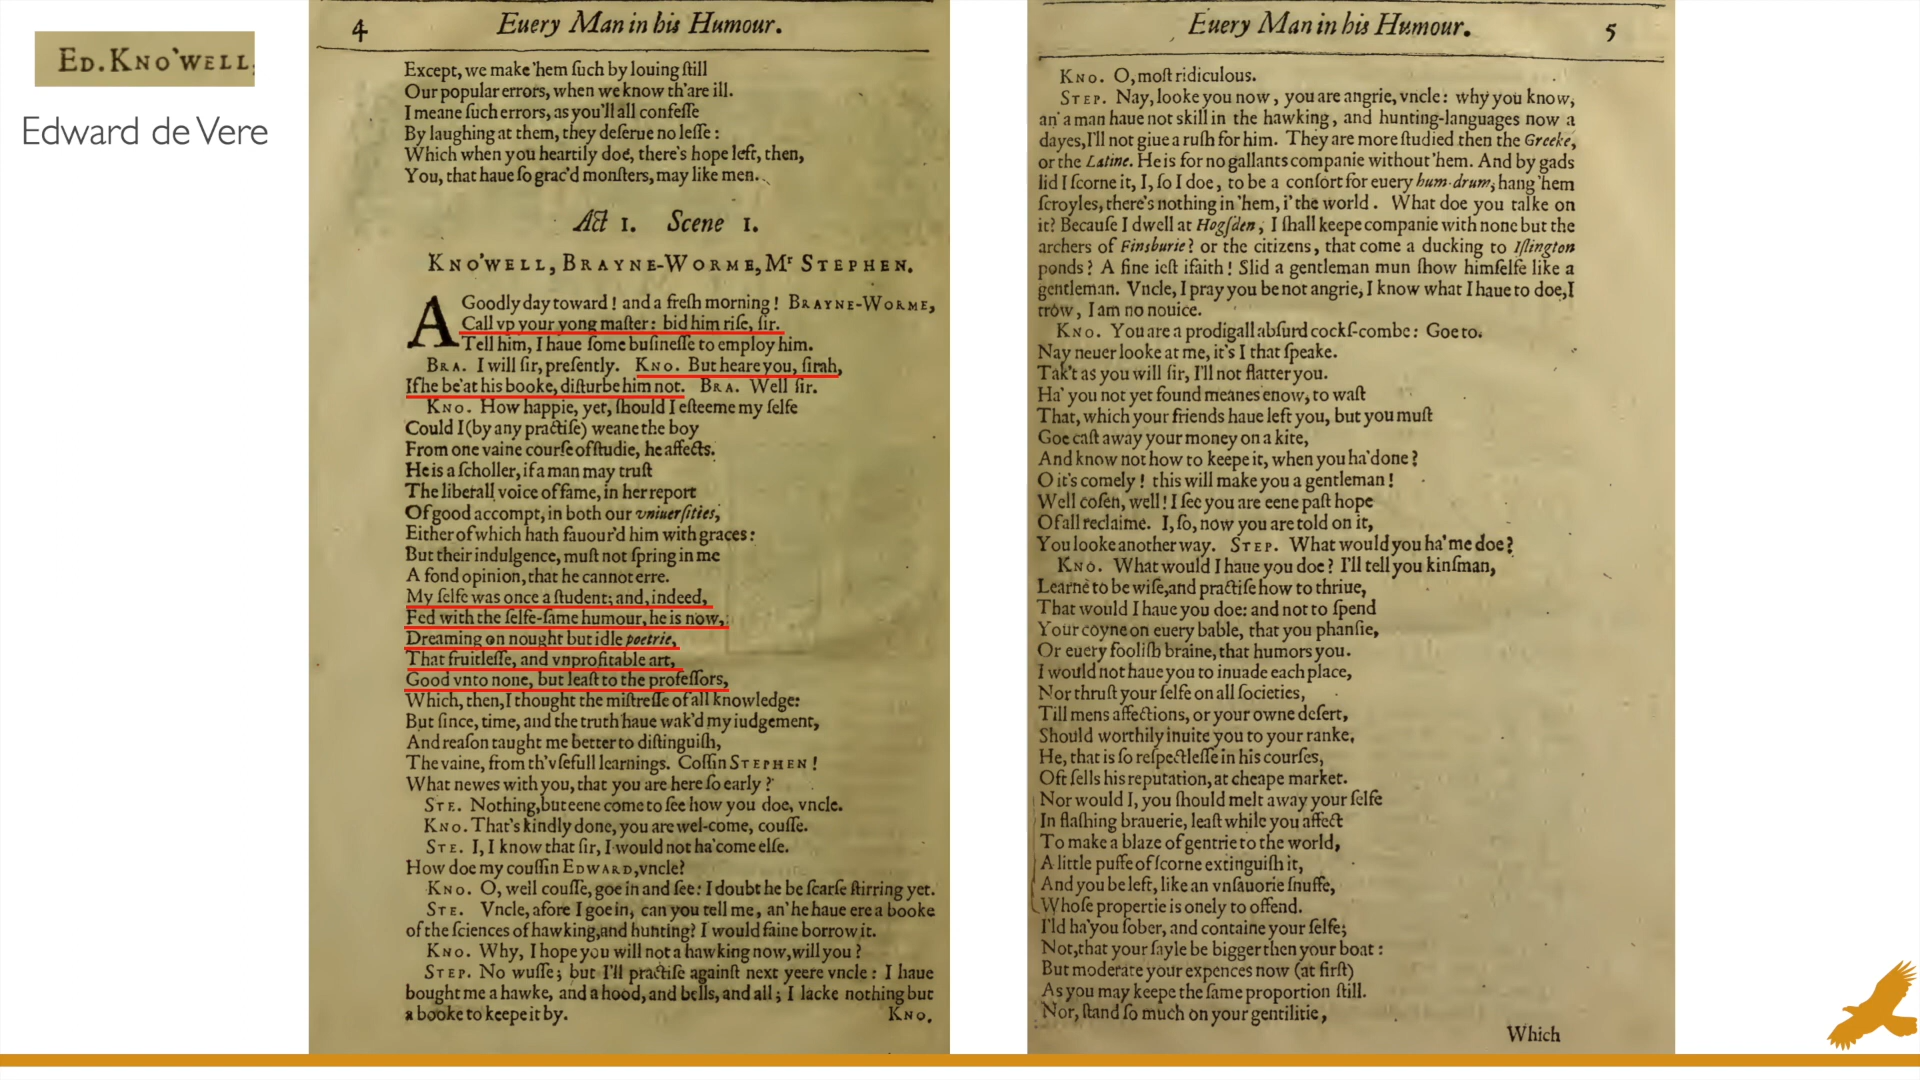 ED. KNO'WELL.
Edward de Vere
4 Euery Man in his Humour.
Except, we make 'hem ſuch by louing ſtill
Our popular errors, when we know th'are ill.
I meane ſuch errors, as you'll all confeſſe
By laughing at them, they deſerue no leſſe :
Which when you heartily doe, there's hope left, then,
You, that haue ſo grac'd monſters, may like men.
Act I. Scene I.
KNO'WELL, BRAYNE-WORME, Mr STEPHEN.
A Goodly day toward ! and a freſh morning ! BRAYNE-WORME,
Call vp your yong maſter : bid him riſe, ſir.
Tell him, I haue ſome buſineſſe to employ him.
BRA. I will ſir, preſently. KNO. But heare you, ſirah,
If he be'at his booke, diſturbe him not. BRA. Well ſir.
KNO. How happie, yet, ſhould I eſteeme my ſelfe
Could I (by any practiſe) weane the boy
From one vaine courſe of ſtudie, he affects.
He is a ſcholler, if a man may truſt
The liberall voice of fame, in her report
Of good accompt, in both our vniuerſities,
Either of which hath fauour'd him with graces :
But their indulgence, muſt not ſpring in me
A fond opinion, that he cannot erre.
My ſelfe was once a ſtudent; and, indeed,
Fed with the ſelfe-ſame humour, he is now,
Dreaming on nought but idle poetrie,
That fruitleſſe, and vnprofitable art,
Good vnto none, but leaſt to the profeſſors,
Which, then, I thought the miſtreſſe of all knowledge:
But ſince, time, and the truth haue wak'd my iudgement,
And reaſon taught me better to diſtinguiſh,
The vaine, from th'vſefull learnings. Coſſin STEPHEN !
What newes with you, that you are here ſo early ?
STE. Nothing, but eene come to ſee how you doe, vncle.
KNO. That's kindly done, you are wel-come, couſſe.
STE. I, I know that ſir, I would not ha'come elſe.
How doe my couſſin EDWARD, vncle?
KNO. O, well couſſe, goe in and ſee: I doubt he be ſcarſe ſtirring yet.
STE. Vncle, afore I goe in, can you tell me, an'he haue ere a booke
of the ſciences of hawking, and hunting? I would faine borrow it.
KNO. Why, I hope you will not a hawking now, will you ?
STEP. No wuſſe; but I'll practiſe againſt next yeere vncle : I haue
bought me a hawke, and a hood, and bells, and all ; I lacke nothing but
a booke to keepe it by. KNO.
Euery Man in his Humour. 5
KNO. O, moſt ridiculous.
STEP. Nay, looke you now, you are angrie, vncle : why you know,
an' a man haue not skill in the hawking, and hunting-languages now a
dayes, I'll not giue a ruſh for him. They are more ſtudied then the Greeke,
or the Latine. He is for no gallants companie without 'hem. And by gads
lid I ſcorne it, I, ſo I doe, to be a conſort for euery hum-drum, hang 'hem
ſcroyles, there's nothing in 'hem, i' the world. What doe you talke on
it? Becauſe I dwell at Hogſden, I ſhall keepe companie with none but the
archers of Finsburie? or the citizens, that come a ducking to Iſlington
ponds ? A fine ieſt ifaith ! Slid a gentleman mun ſhow himſelfe like a
gentleman. Vncle, I pray you be not angrie, I know what I haue to doe, I
trow, I am no nouice.
KNO. You are a prodigall abſurd cockſ-combe : Goe to.
Nay neuer looke at me, it's I that ſpeake.
Tak't as you will ſir, I'll not flatter you.
Ha' you not yet found meanes enow, to waſt
That, which your friends haue left you, but you muſt
Goe caſt away your money on a kite,
And know not how to keepe it, when you ha'done ?
O it's comely ! this will make you a gentleman !
Well coſen, well ! I ſee you are eene paſt hope
Of all reclaime. I, ſo, now you are told on it,
You looke another way. STEP. What would you ha' me doe ?
KNO. What would I haue you doe ? I'll tell you kinſman,
Learne to be wiſe, and practiſe how to thriue,
That would I haue you doe: and not to ſpend
Your coyne on euery bable, that you phanſie,
Or euery fooliſh braine, that humors you.
I would not haue you to inuade each place,
Nor thruſt your ſelfe on all ſocieties,
Till mens affections, or your owne deſert,
Should worthily inuite you to your ranke.
He, that is ſo reſpectleſſe in his courſes,
Oft ſells his reputation, at cheape market.
Nor would I, you ſhould melt away your ſelfe
In flaſhing brauerie, leaſt while you affect
To make a blaze of gentrie to the world,
A little puffe of ſcorne extinguiſh it,
And you be left, like an vnſauorie ſnuffe,
Whoſe propertie is onely to offend.
I'ld ha'you ſober, and containe your ſelfe;
Not, that your ſayle be bigger then your boat :
But moderate your expences now (at firſt)
As you may keepe the ſame proportion ſtill.
Nor, ſtand ſo much on your gentilitie,
Which